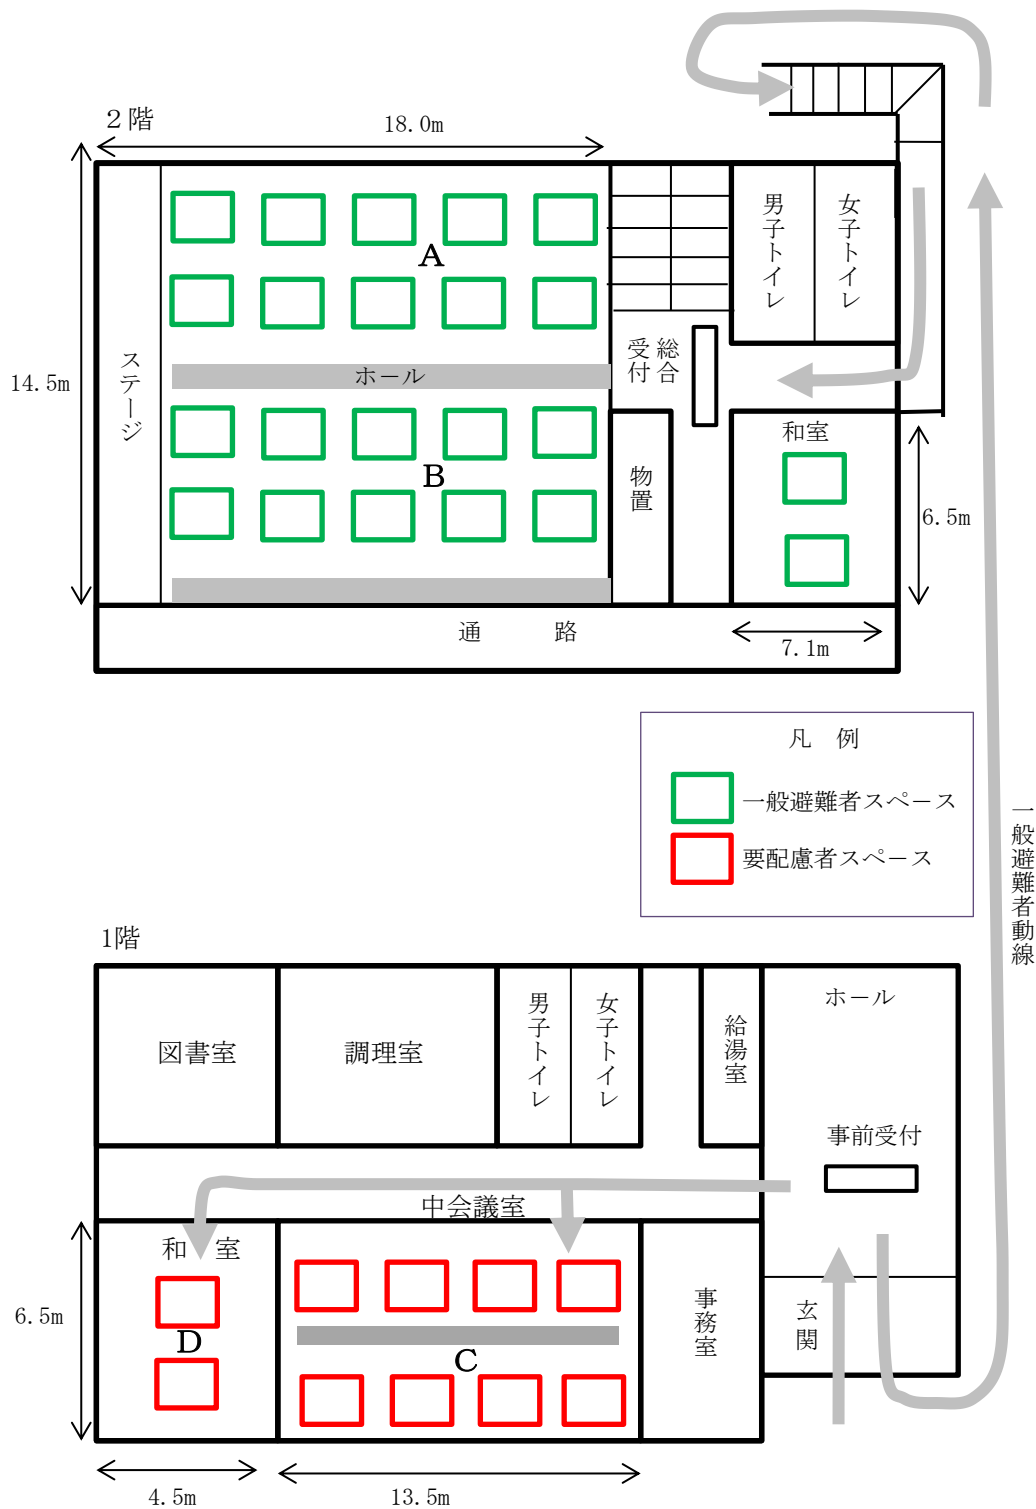 ２階
18.0m
14.5m
ステージ
A
ホール
B
総合
受付
物置
男子トイレ
女子トイレ
和室
6.5m
7.1m
通　路
凡　例
一般避難者スペース
要配慮者スペース
一般避難者動線
1階
図書室
調理室
男子トイレ
女子トイレ
給湯室
ホール
事前受付
中会議室
和　室
D
C
事務室
玄関
6.5m
4.5m
13.5m